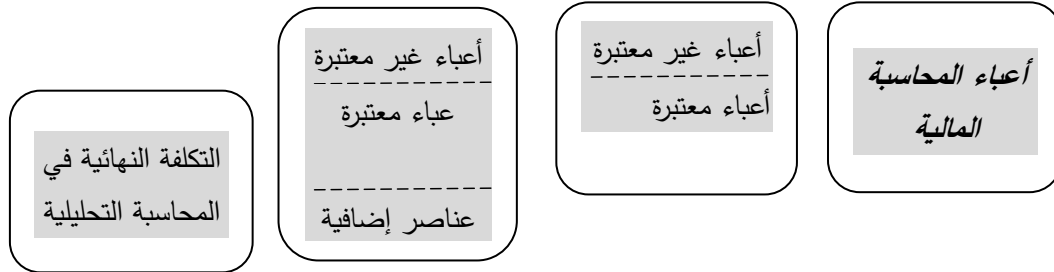 أعباء المحاسبة
المالية
أعباء غير معتبرة
أعباء معتبرة
أعباء غير معتبرة
عباء معتبرة
عناصر إضافية
التكلفة النهائية في
المحاسبة التحليلية